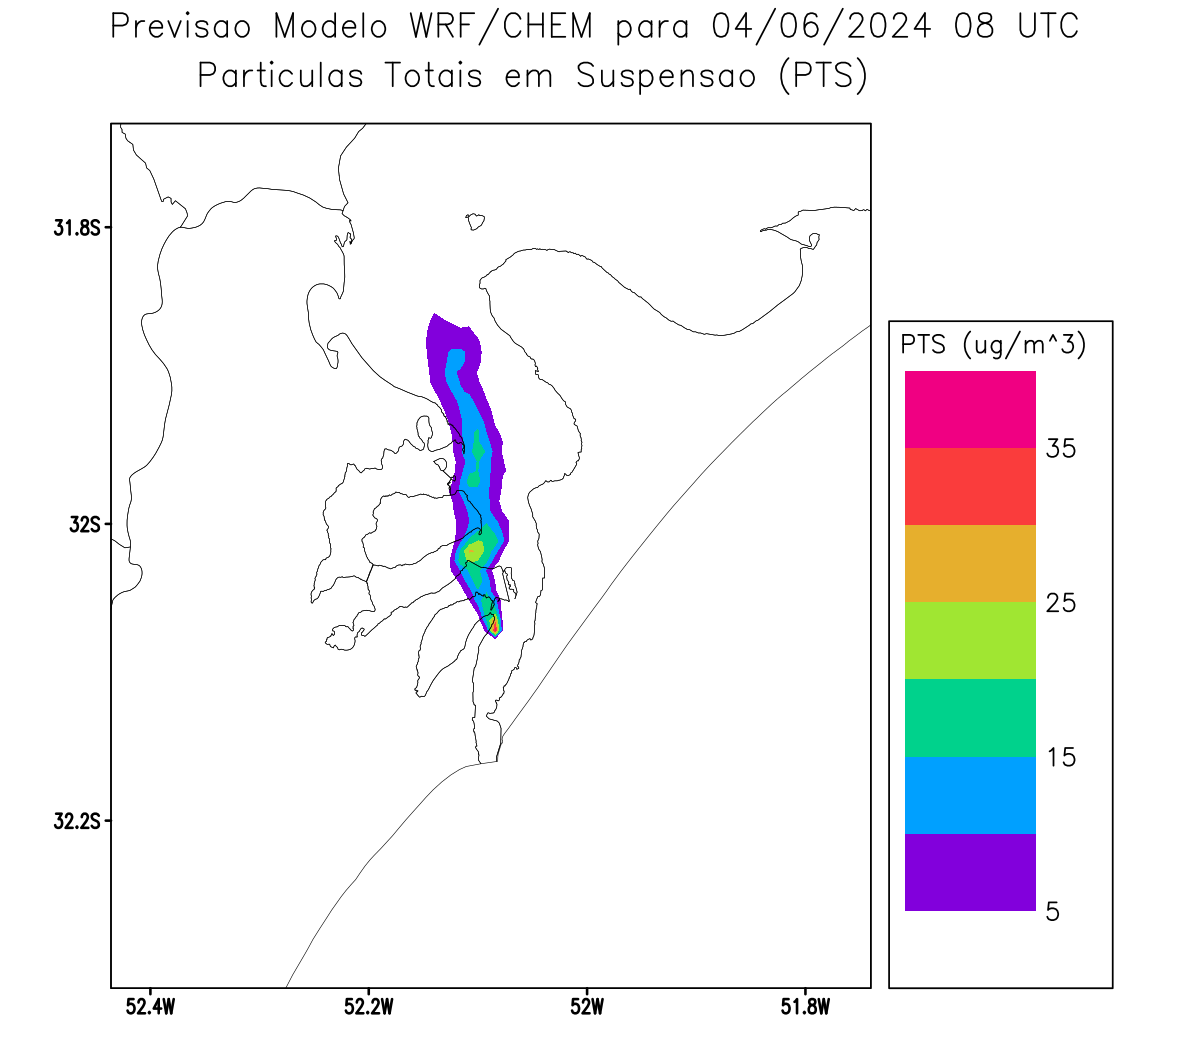 Previsao Modelo WRF/CHEM para 04/06/2024 08 UTC
Particulas Totais em Suspensao (PTS)
31.8S
32S
32.2S
52.4W
52.2W
52W
51.8W
PTS (ug/m^3)
35
25
15
5